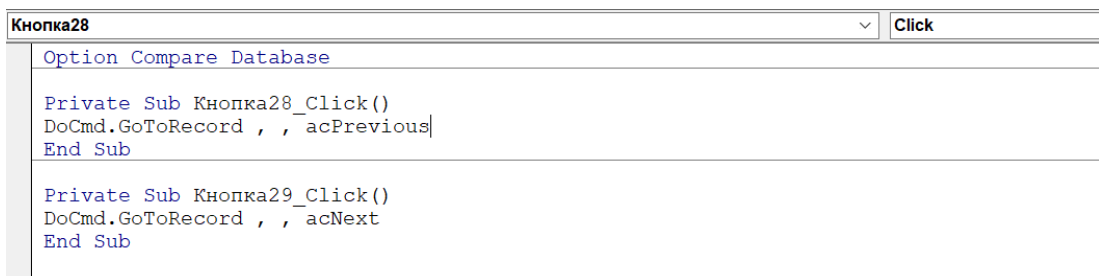 Кнопка28 Click
Option Compare Database
Private Sub Кнопка28_Click()
DoCmd.GoToRecord , , acPrevious
End Sub
Private Sub Кнопка29_Click()
DoCmd.GoToRecord , , acNext
End Sub